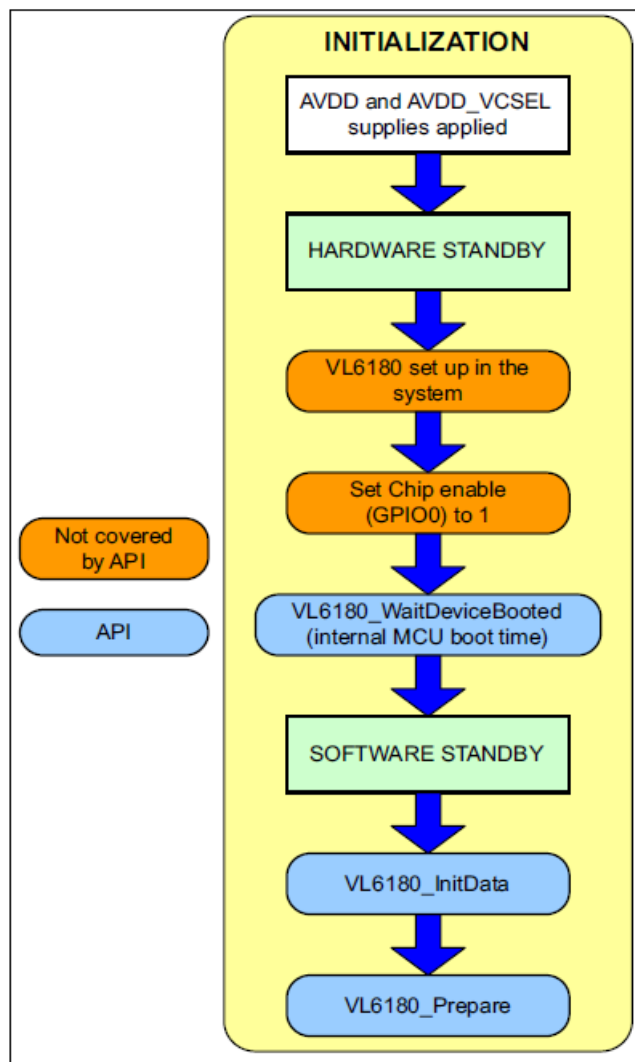 INITIALIZATION
AVDD and AVDD_VCSEL
supplies applied
HARDWARE STANDBY
VL6180 set up in the
system
Set Chip enable
(GPIO0) to 1
Not covered
by API
API
VL6180_WaitDeviceBooted
(internal MCU boot time)
SOFTWARE STANDBY
VL6180_InitData
VL6180_Prepare